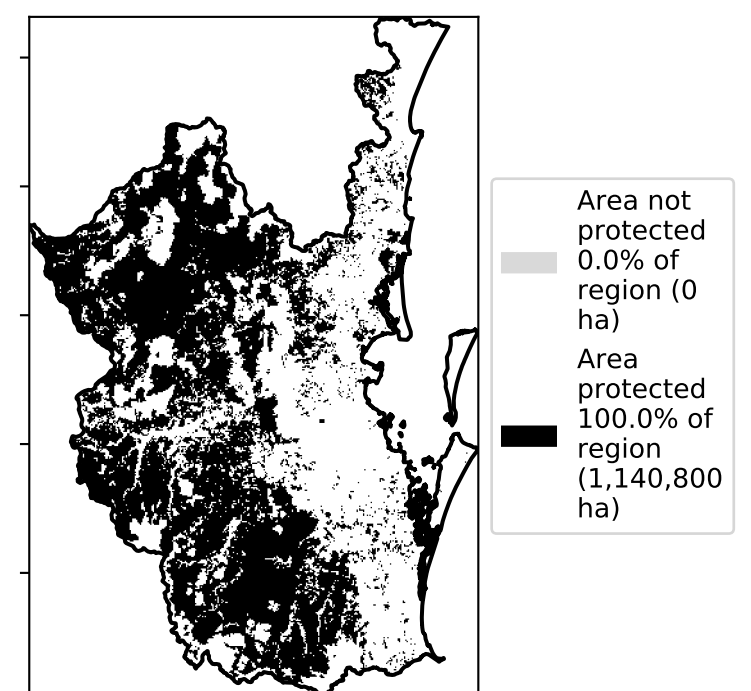 Area not
protected
0.0% of
region (0
ha)
Area
protected
100.0% of
region
(1,140,800
ha)